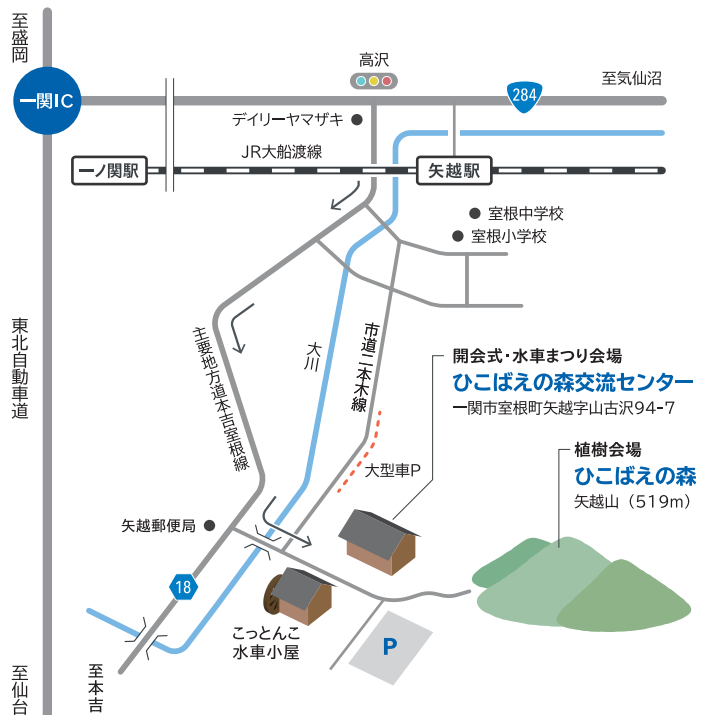 至盛岡
一関IC
東北自動車道
至仙台
高沢
284
至気仙沼
デイリーヤマザキ
JR大船渡線
一ノ関駅
矢越駅
室根中学校
室根小学校
主要地方道本吉室根線
大川
市道二本木線
開会式・水車まつり会場
ひこばえの森交流センター
一関市室根町矢越字山古沢94-7
大型車P
植樹会場
ひこばえの森
矢越山（519m）
矢越郵便局
18
こっとんこ
水車小屋
P
至本吉